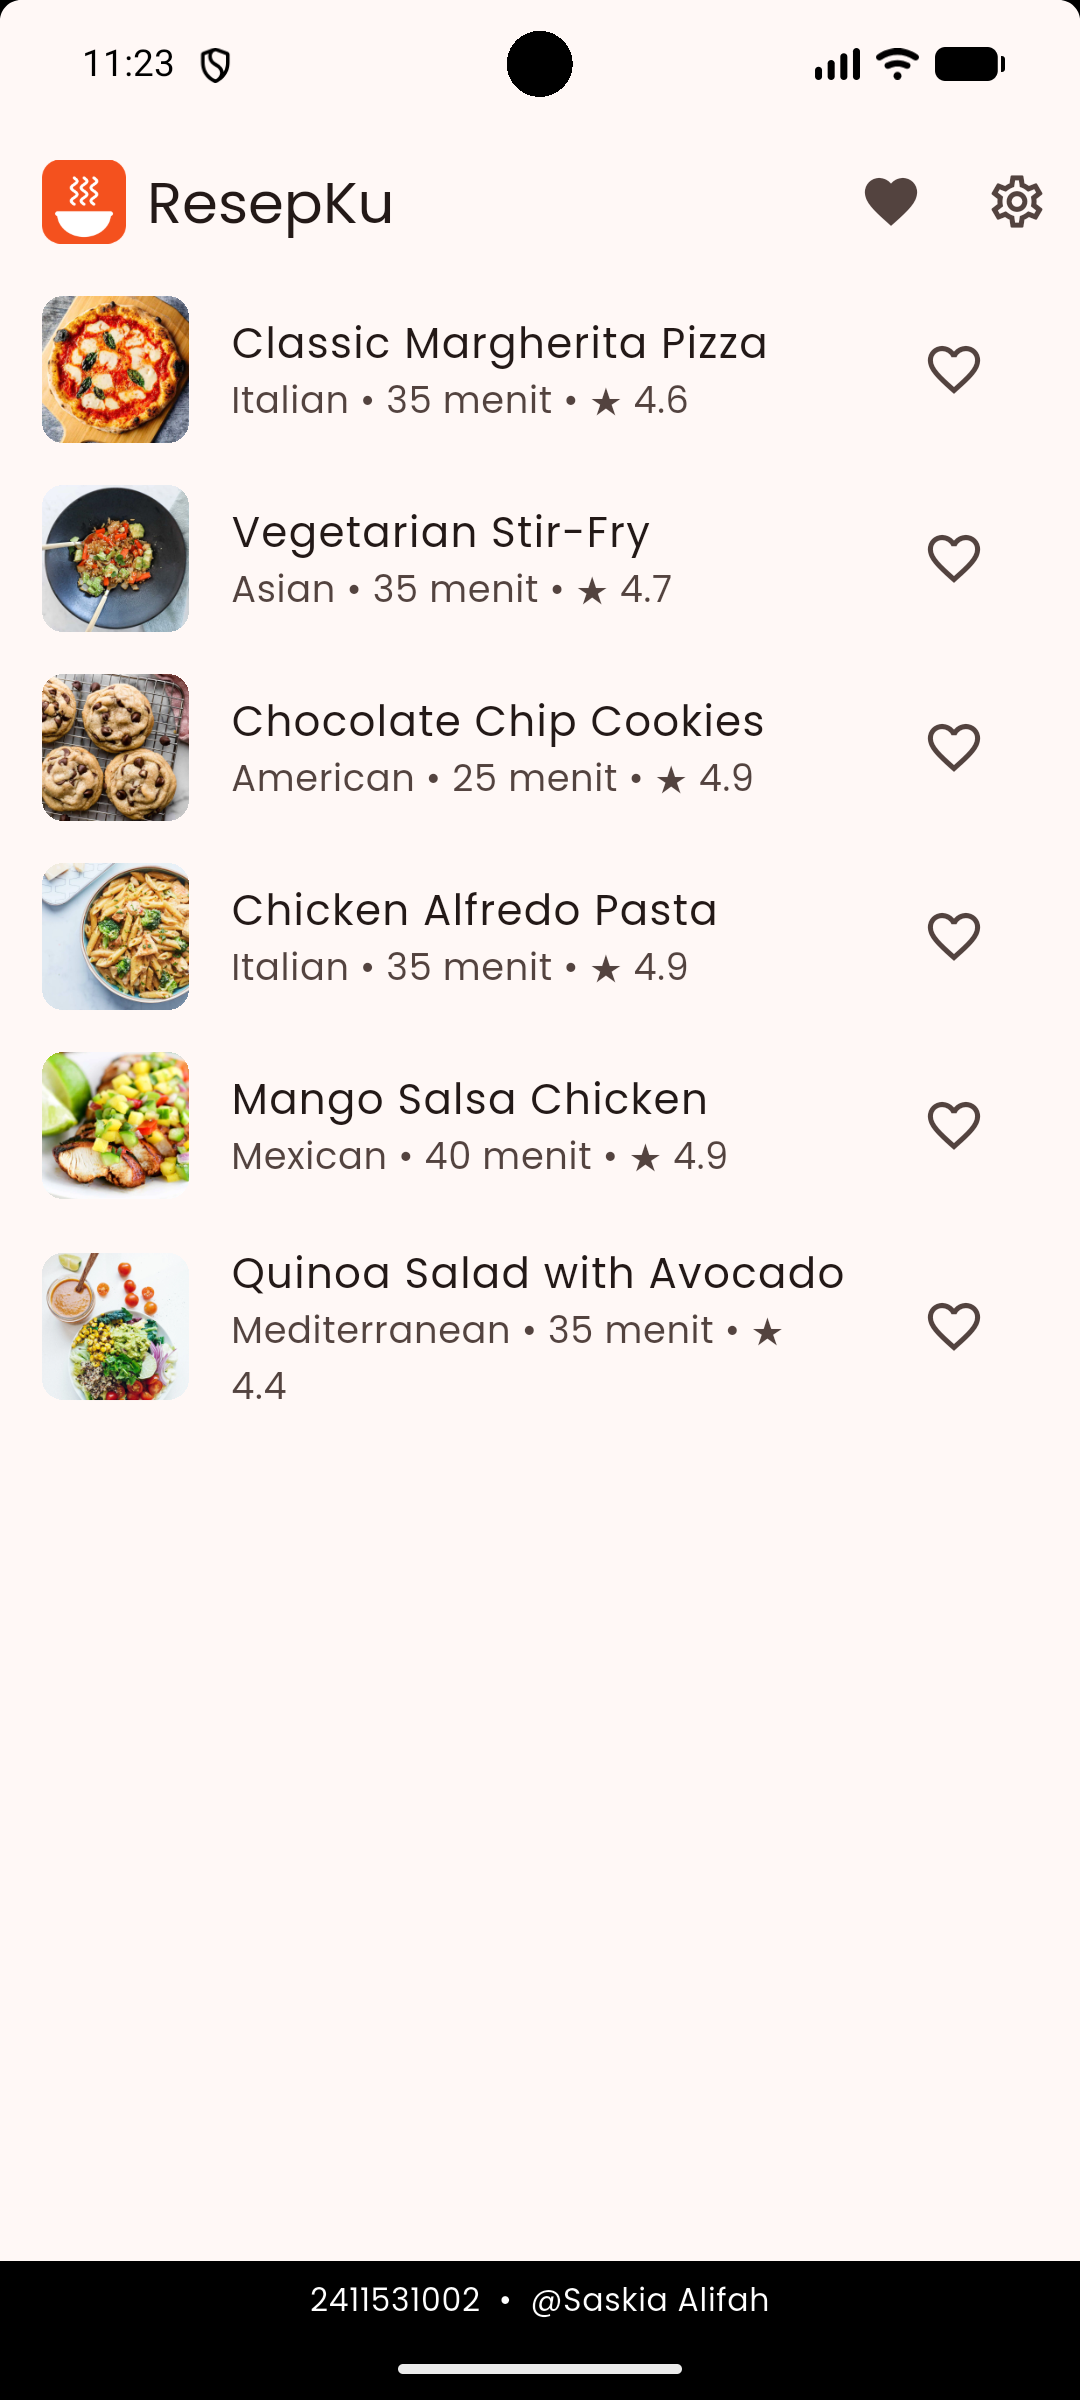 11:23
ResepKu
Classic Margherita Pizza
Italian • 35 menit • ★ 4.6
Vegetarian Stir-Fry
Asian • 35 menit • ★ 4.7
Chocolate Chip Cookies
American • 25 menit • ★ 4.9
Chicken Alfredo Pasta
Italian • 35 menit • ★ 4.9
Mango Salsa Chicken
Mexican • 40 menit • ★ 4.9
Quinoa Salad with Avocado
Mediterranean • 35 menit • ★
4.4
2411531002 • @Saskia Alifah